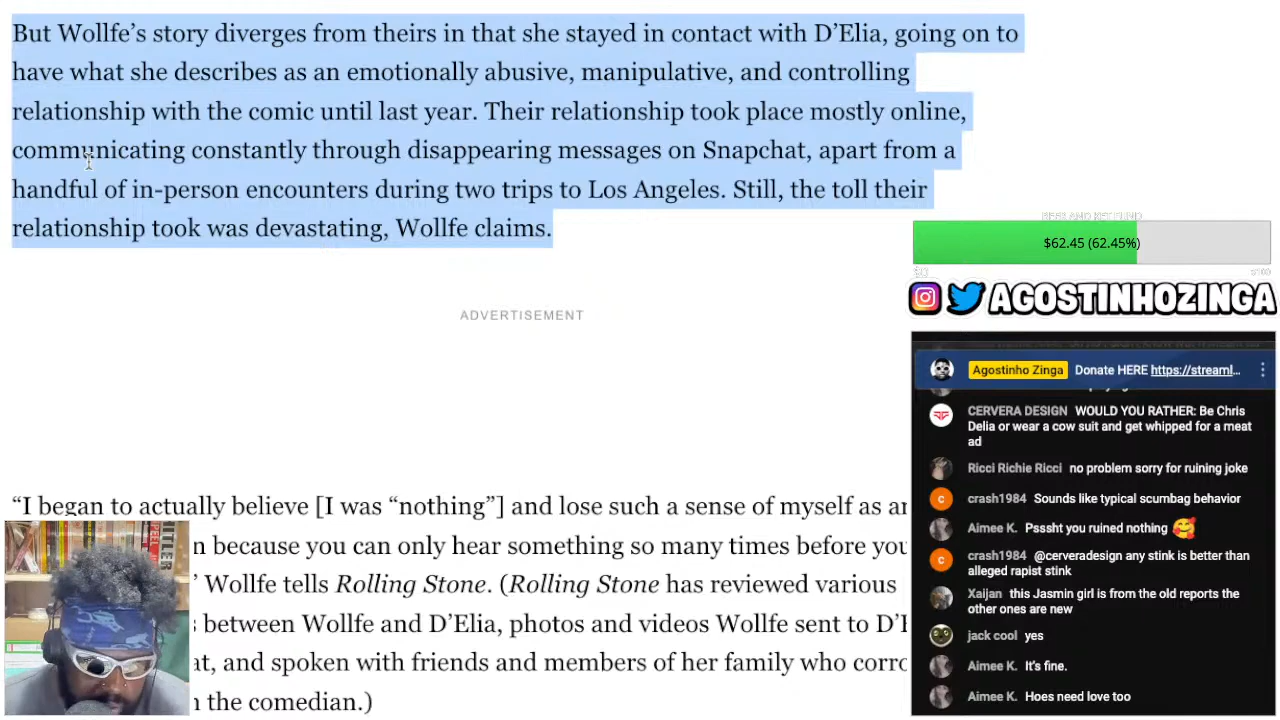 But Wollfe’s story diverges from theirs in that she stayed in contact with D’Elia, going on to
have what she describes as an emotionally abusive, manipulative, and controlling
relationship with the comic until last year. Their relationship took place mostly online,
communicating constantly through disappearing messages on Snapchat, apart from a
handful of in-person encounters during two trips to Los Angeles. Still, the toll their
relationship took was devastating, Wollfe claims.
ADVERTISEMENT
“I began to actually believe [I was “nothing”] and lose such a sense of myself as an
because you can only hear something so many times before you
Wollfe tells Rolling Stone. (Rolling Stone has reviewed various
between Wollfe and D’Elia, photos and videos Wollfe sent to D’E
and spoken with friends and members of her family who corro
the comedian.)
$62.45 (62.45%)
AGOSTINHOZINGA
Agostinho Zinga Donate HERE https://streaml...
CERVERA DESIGN WOULD YOU RATHER: Be Chris
Delia or wear a cow suit and get whipped for a meat
ad
Ricci Richie Ricci no problem sorry for ruining joke
crash1984 Sounds like typical scumbag behavior
Aimee K. Psssht you ruined nothing
crash1984 @cerveradesign any stink is better than
alleged rapist stink
Xaijan this Jasmin girl is from the old reports the
other ones are new
jack cool yes
Aimee K. It’s fine.
Aimee K. Hoes need love too